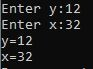 Enter y:12
Enter x:32
y=12
x=32